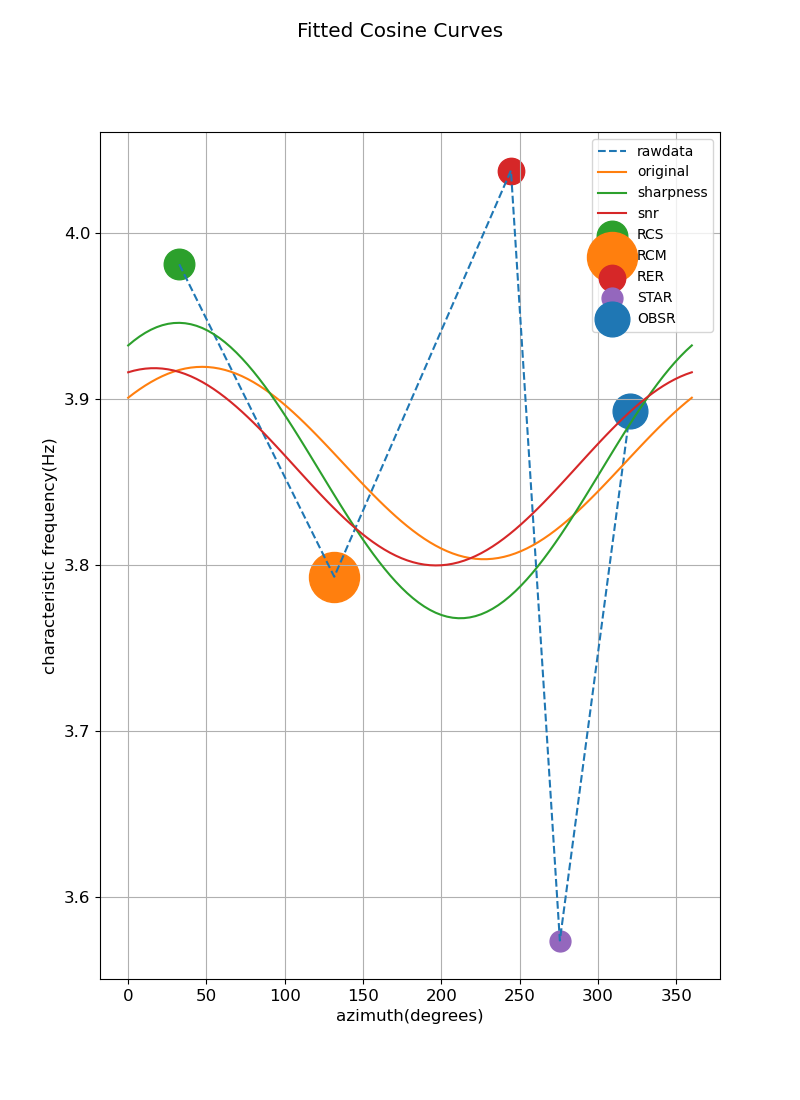 Fitted Cosine Curves
rawdata
original
sharpness
snr
RCS
RCM
RER
STAR
OBSR
4.0
3.9
3.8
3.7
3.6
characteristic frequency(Hz)
0 50 100 150 200 250 300 350
azimuth(degrees)